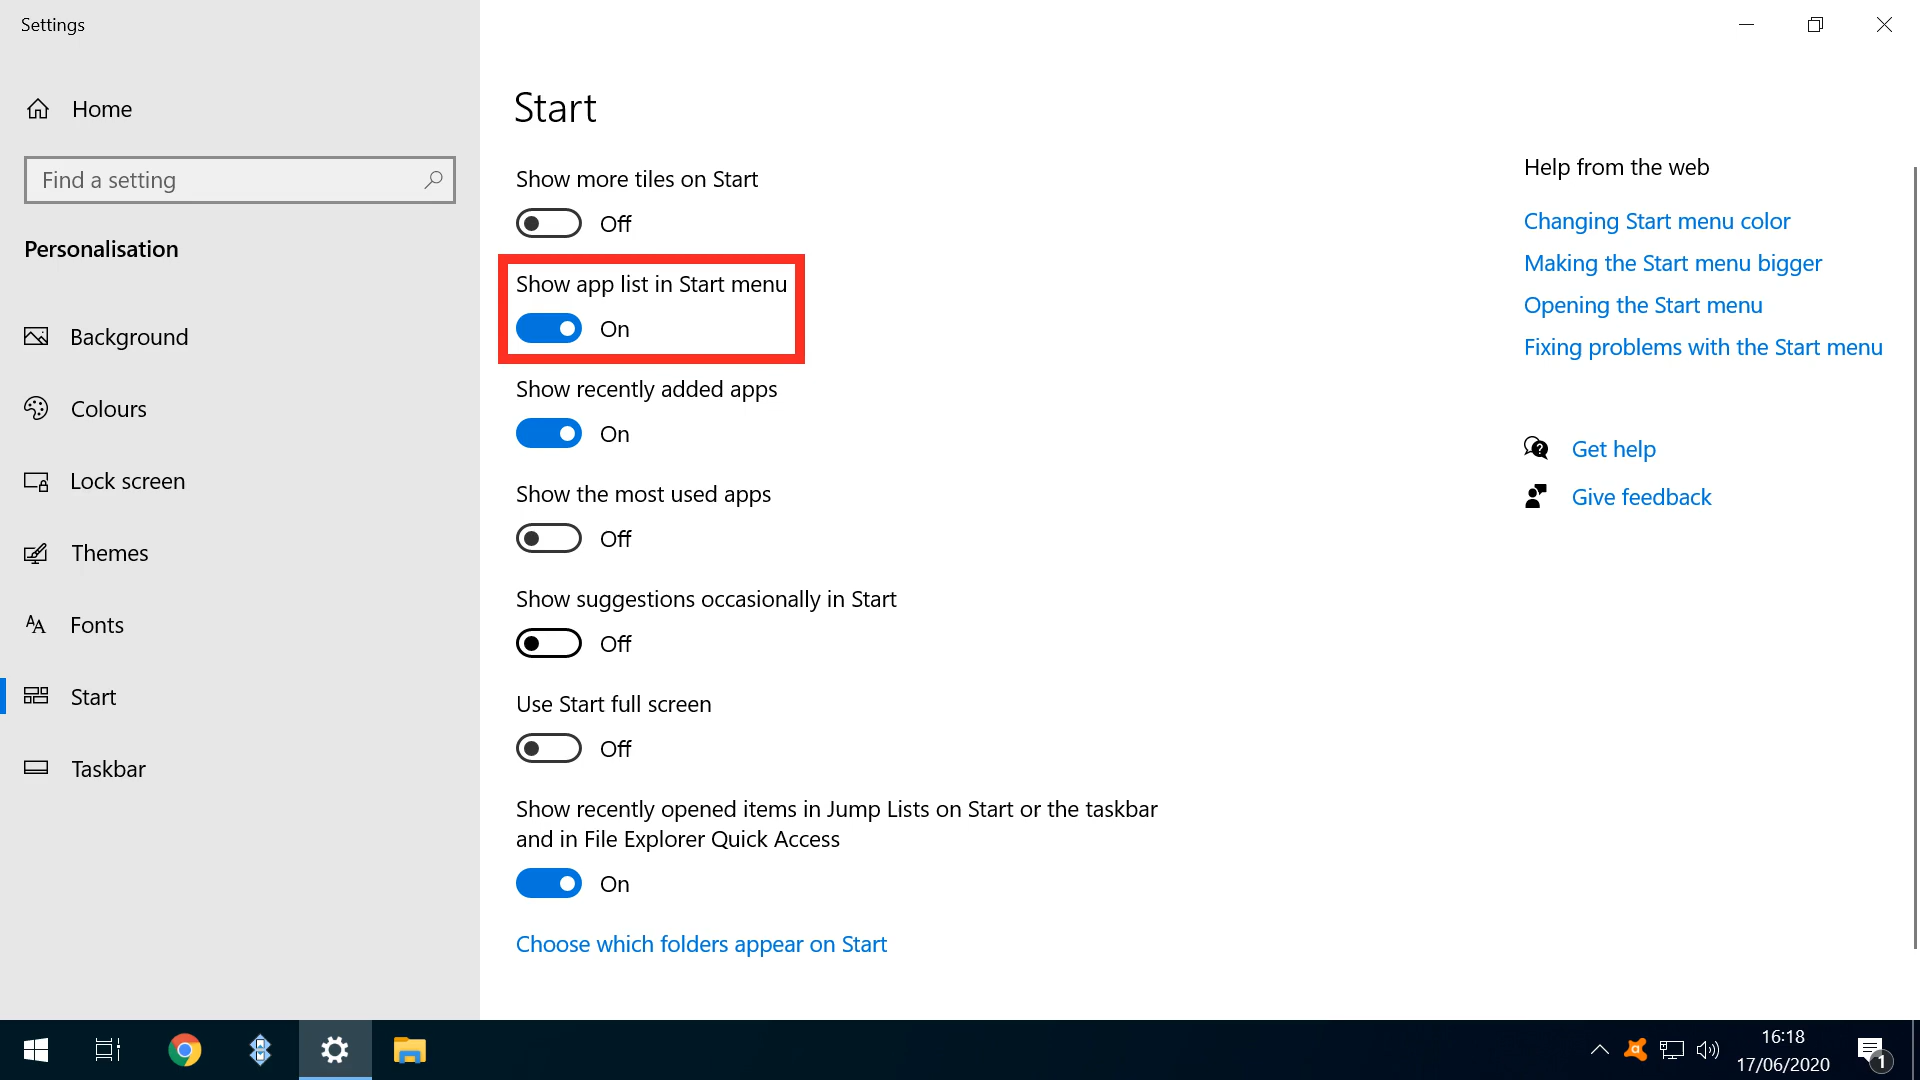 Settings
Home
Find a setting
Personalisation
Background
Colours
Lock screen
Themes
Fonts
Start
Taskbar
Start
Show more tiles on Start
Off
Show app list in Start menu
On
Show recently added apps
On
Show the most used apps
Off
Show suggestions occasionally in Start
Off
Use Start full screen
Off
Show recently opened items in Jump Lists on Start or the taskbar
and in File Explorer Quick Access
On
Choose which folders appear on Start
Help from the web
Changing Start menu color
Making the Start menu bigger
Opening the Start menu
Fixing problems with the Start menu
Get help
Give feedback
16:18
17/06/2020
1